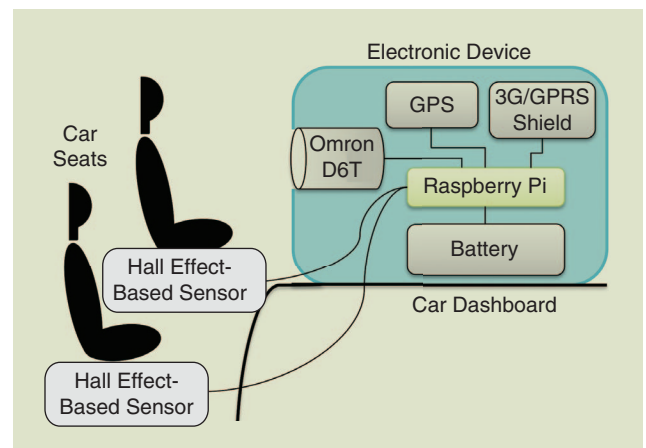 Electronic Device
GPS
3G/GPRS
Shield
Car
Seats
Omron
D6T
Raspberry Pi
Hall Effect-
Based Sensor
Battery
Car Dashboard
Hall Effect-
Based Sensor